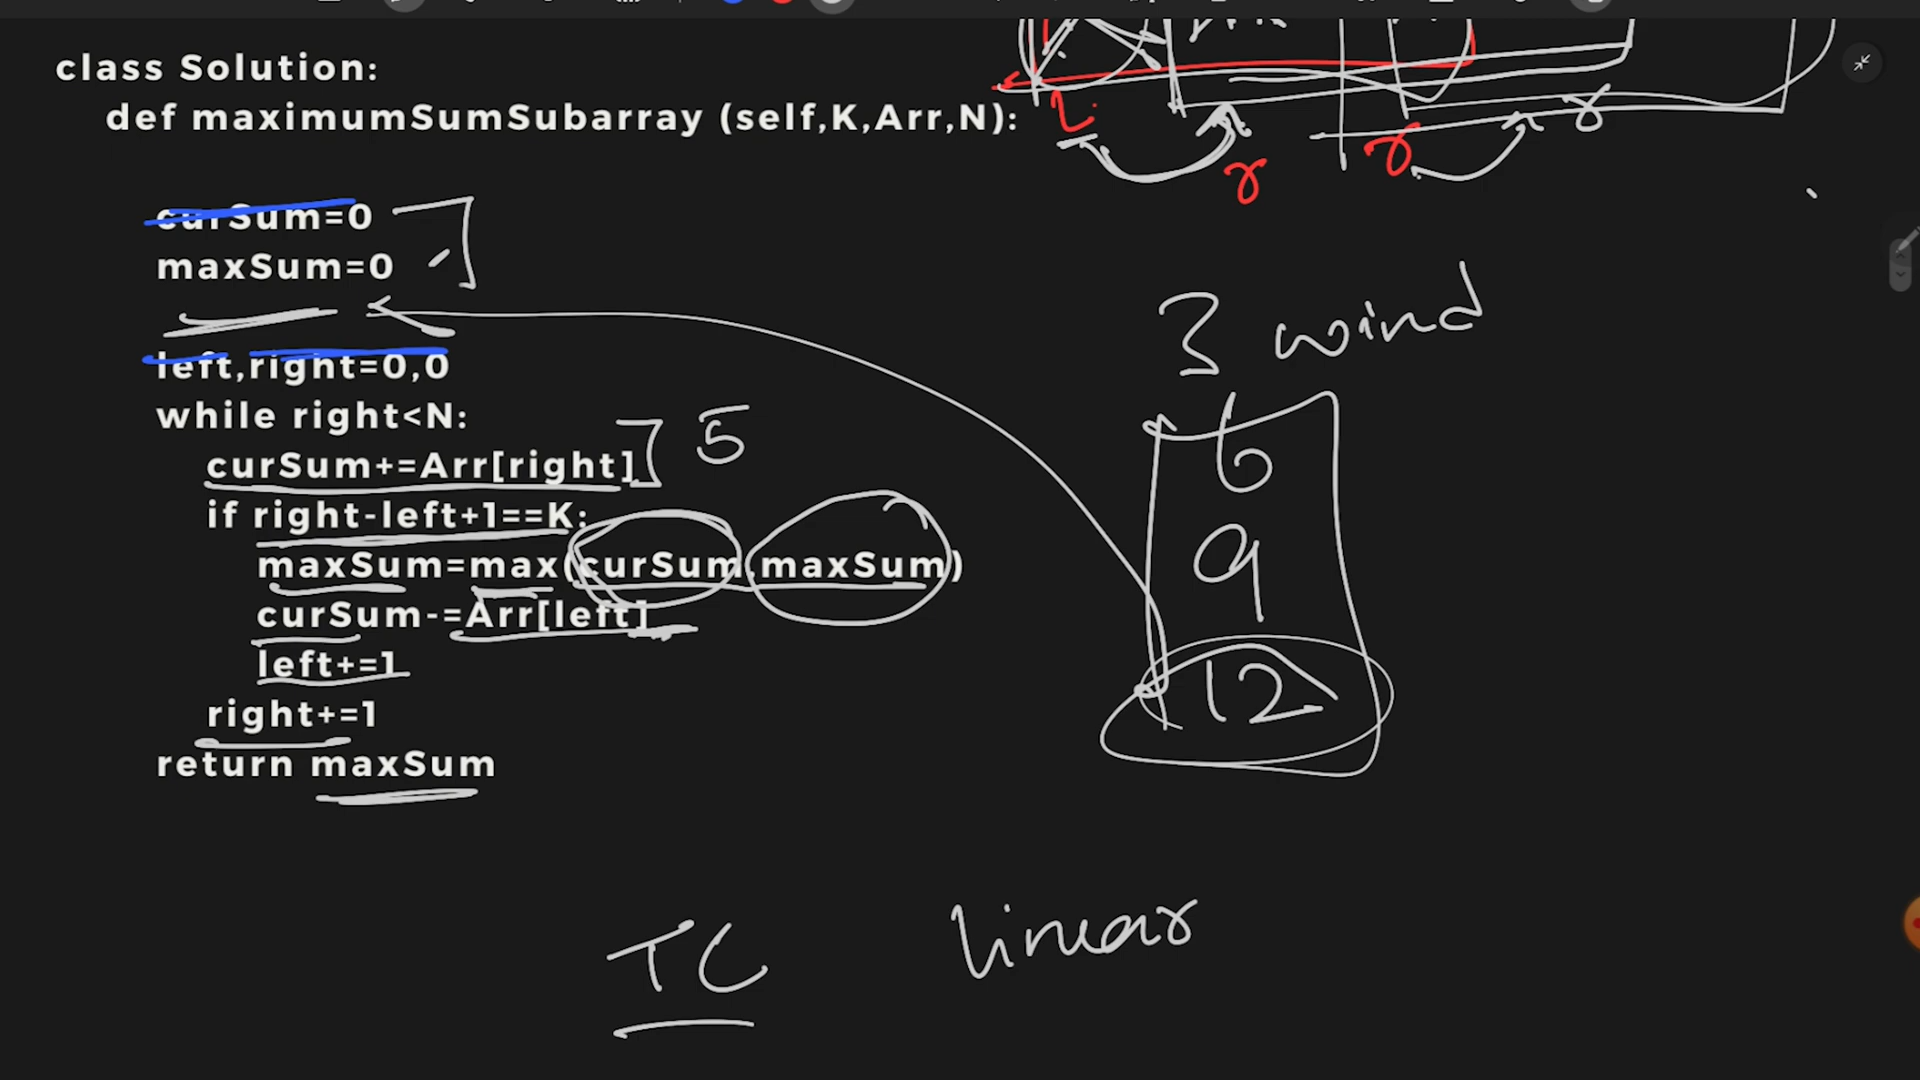 class Solution:
def maximumSumSubarray (self,K,Arr,N):
L
r
r
r
curSum=0
maxSum=0
left,right=0,0
while right<N:
curSum+=Arr[right]
5
if right-left+1==K:
maxSum=max(curSum,maxSum)
curSum-=Arr[left]
left+=1
right+=1
return maxSum
3 wind
6
9
12
TC linear